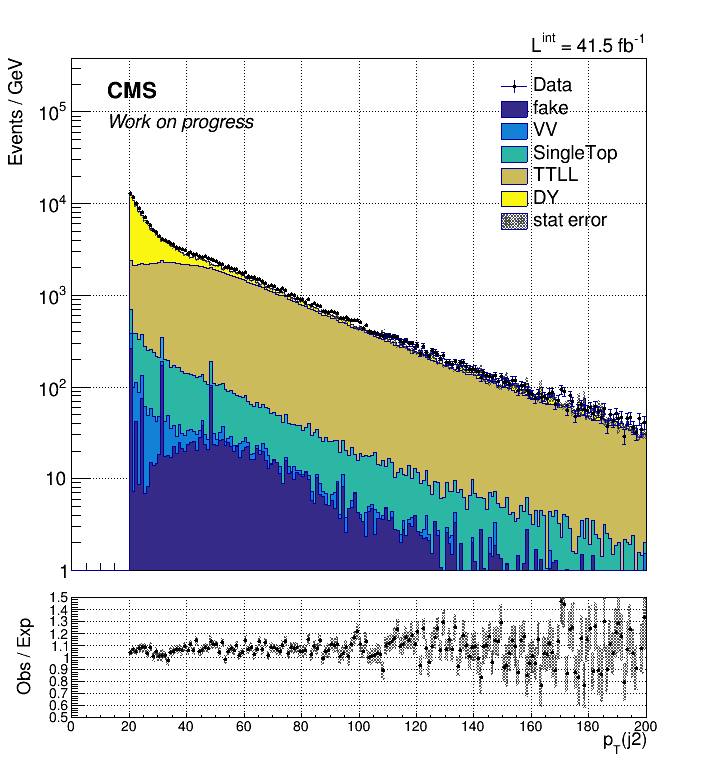 L^int = 41.5 fb^-1
Events / GeV
CMS
Work on progress
Data
fake
VV
SingleTop
TTLL
DY
stat error
10^5
10^4
10^3
10^2
10
1
Obs / Exp
1.5
1.4
1.3
1.2
1.1
1
0.9
0.8
0.7
0.6
0.5
0 20 40 60 80 100 120 140 160 180 200
p_T(j2)